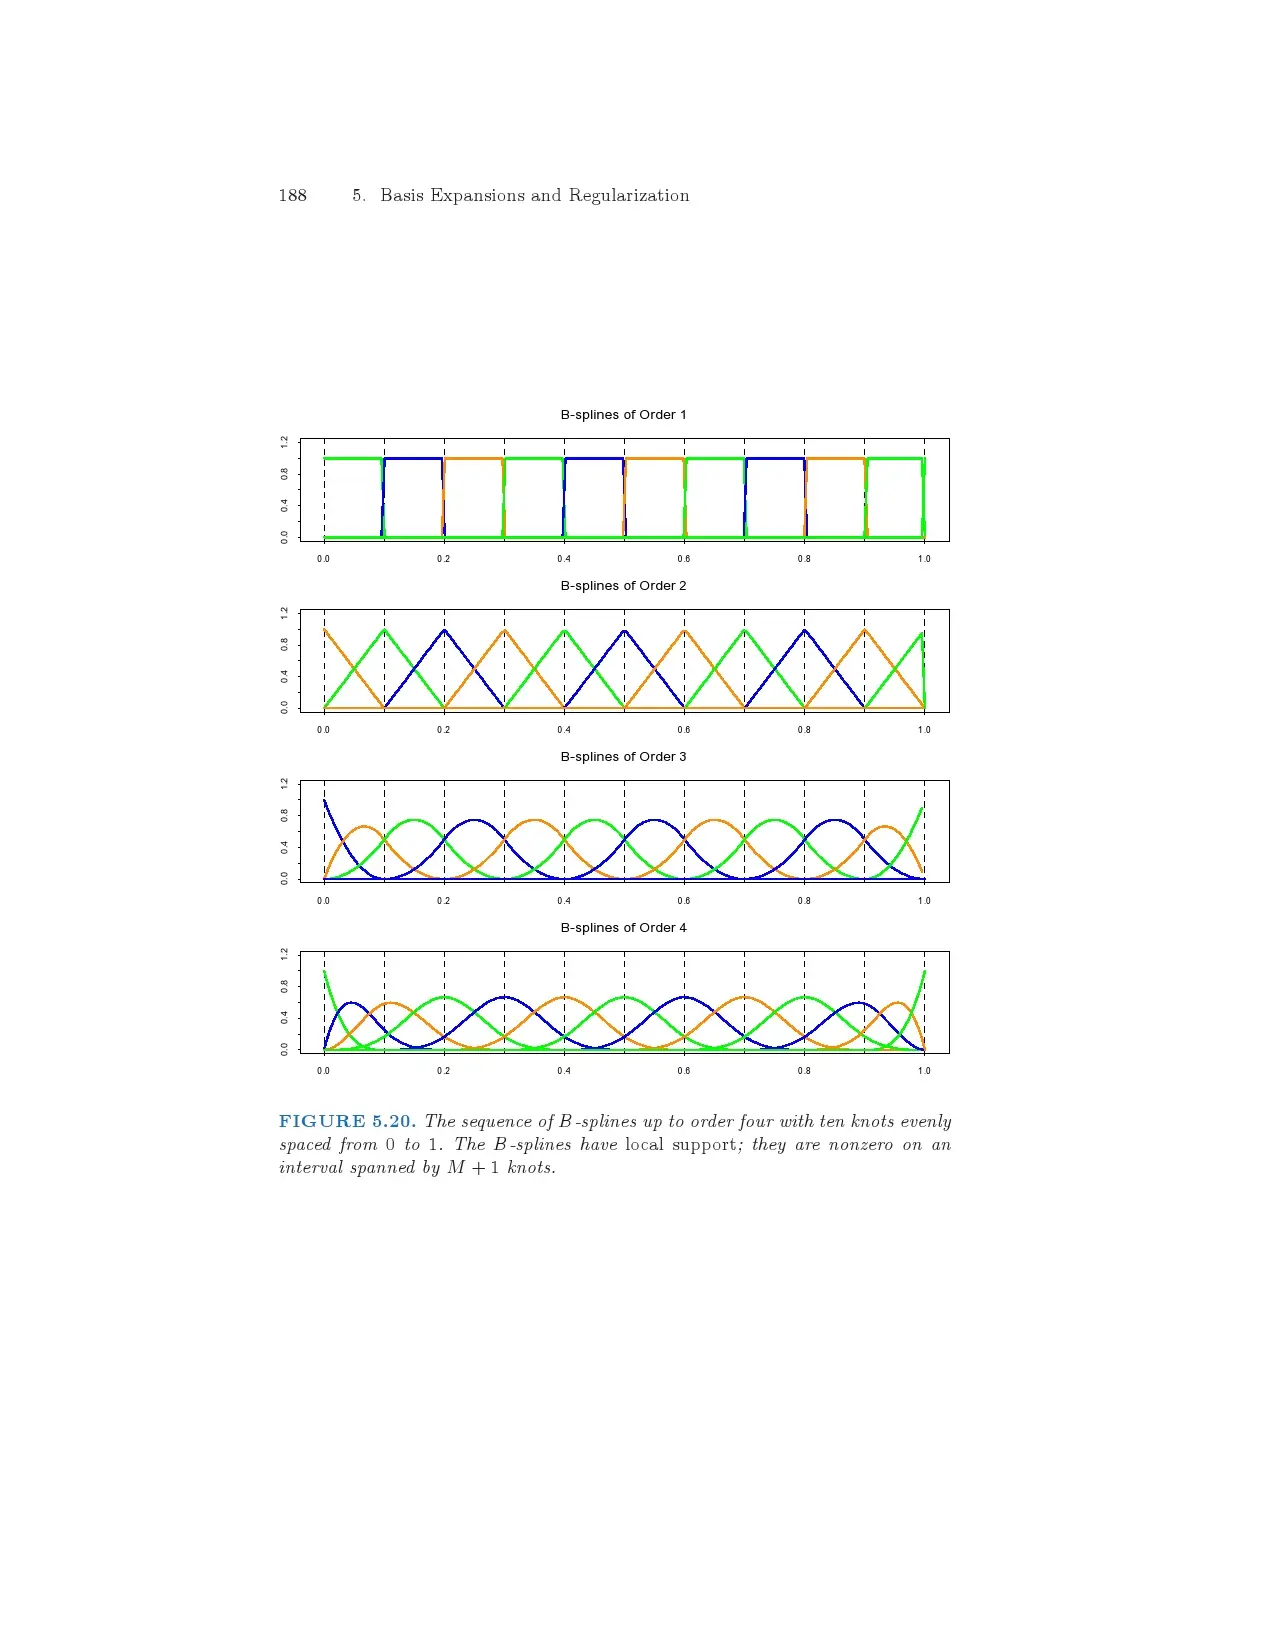 188 5. Basis Expansions and Regularization
B-splines of Order 1
0.0 0.4 0.8 1.2
0.0 0.2 0.4 0.6 0.8 1.0
B-splines of Order 2
0.0 0.4 0.8 1.2
0.0 0.2 0.4 0.6 0.8 1.0
B-splines of Order 3
0.0 0.4 0.8 1.2
0.0 0.2 0.4 0.6 0.8 1.0
B-splines of Order 4
0.0 0.4 0.8 1.2
0.0 0.2 0.4 0.6 0.8 1.0
FIGURE 5.20. The sequence of B-splines up to order four with ten knots evenly
spaced from 0 to 1. The B-splines have local support; they are nonzero on an
interval spanned by M + 1 knots.